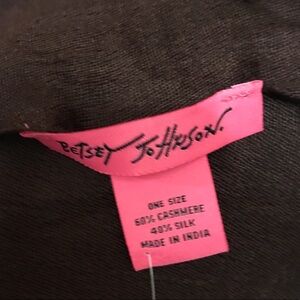 BETSEY JOHNSON.
ONE SIZE
60% CASHMERE
40% SILK
MADE IN INDIA